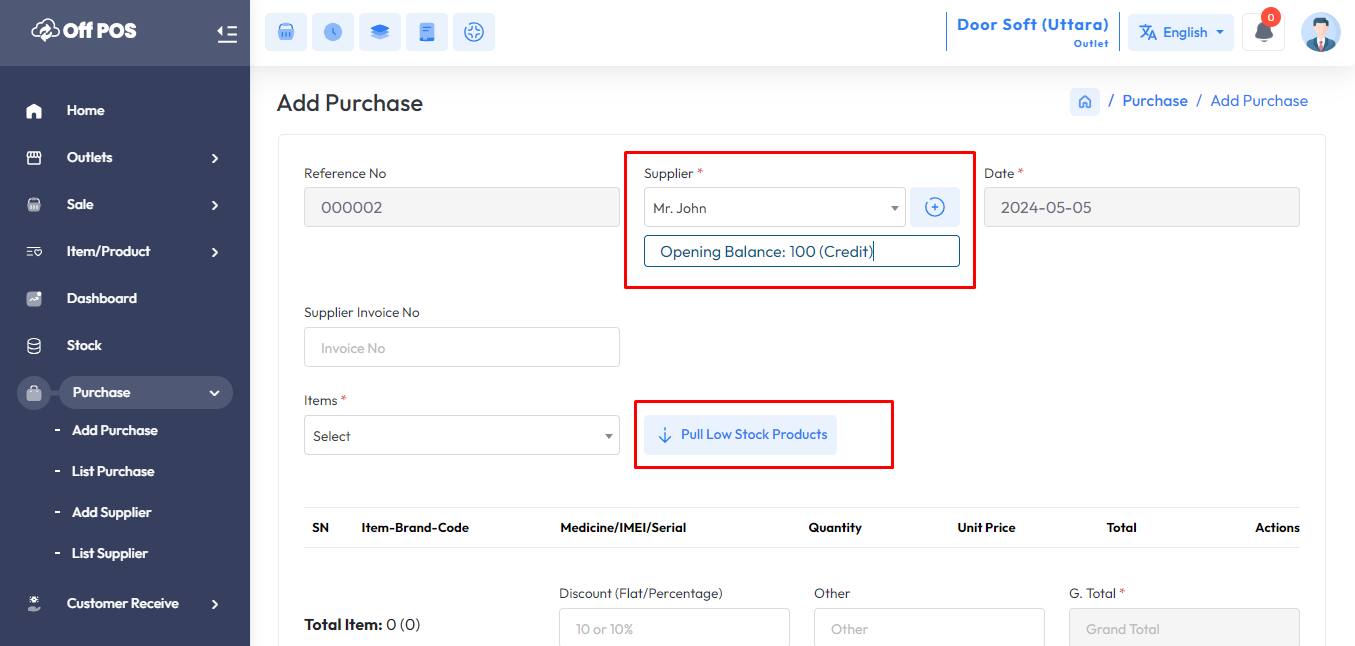 Off POS
Door Soft (Uttara)
Outlet
English
0
Home
Outlets
Sale
Item/Product
Dashboard
Stock
Purchase
- Add Purchase
- List Purchase
- Add Supplier
- List Supplier
Customer Receive
Add Purchase
/ Purchase / Add Purchase
Reference No
000002
Supplier *
Mr. John
Opening Balance: 100 (Credit)
Date *
2024-05-05
Supplier Invoice No
Invoice No
Items *
Select
Pull Low Stock Products
SN Item-Brand-Code Medicine/IMEI/Serial Quantity Unit Price Total Actions
Total Item: 0 (0)
Discount (Flat/Percentage)
10 or 10%
Other
Other
G. Total *
Grand Total